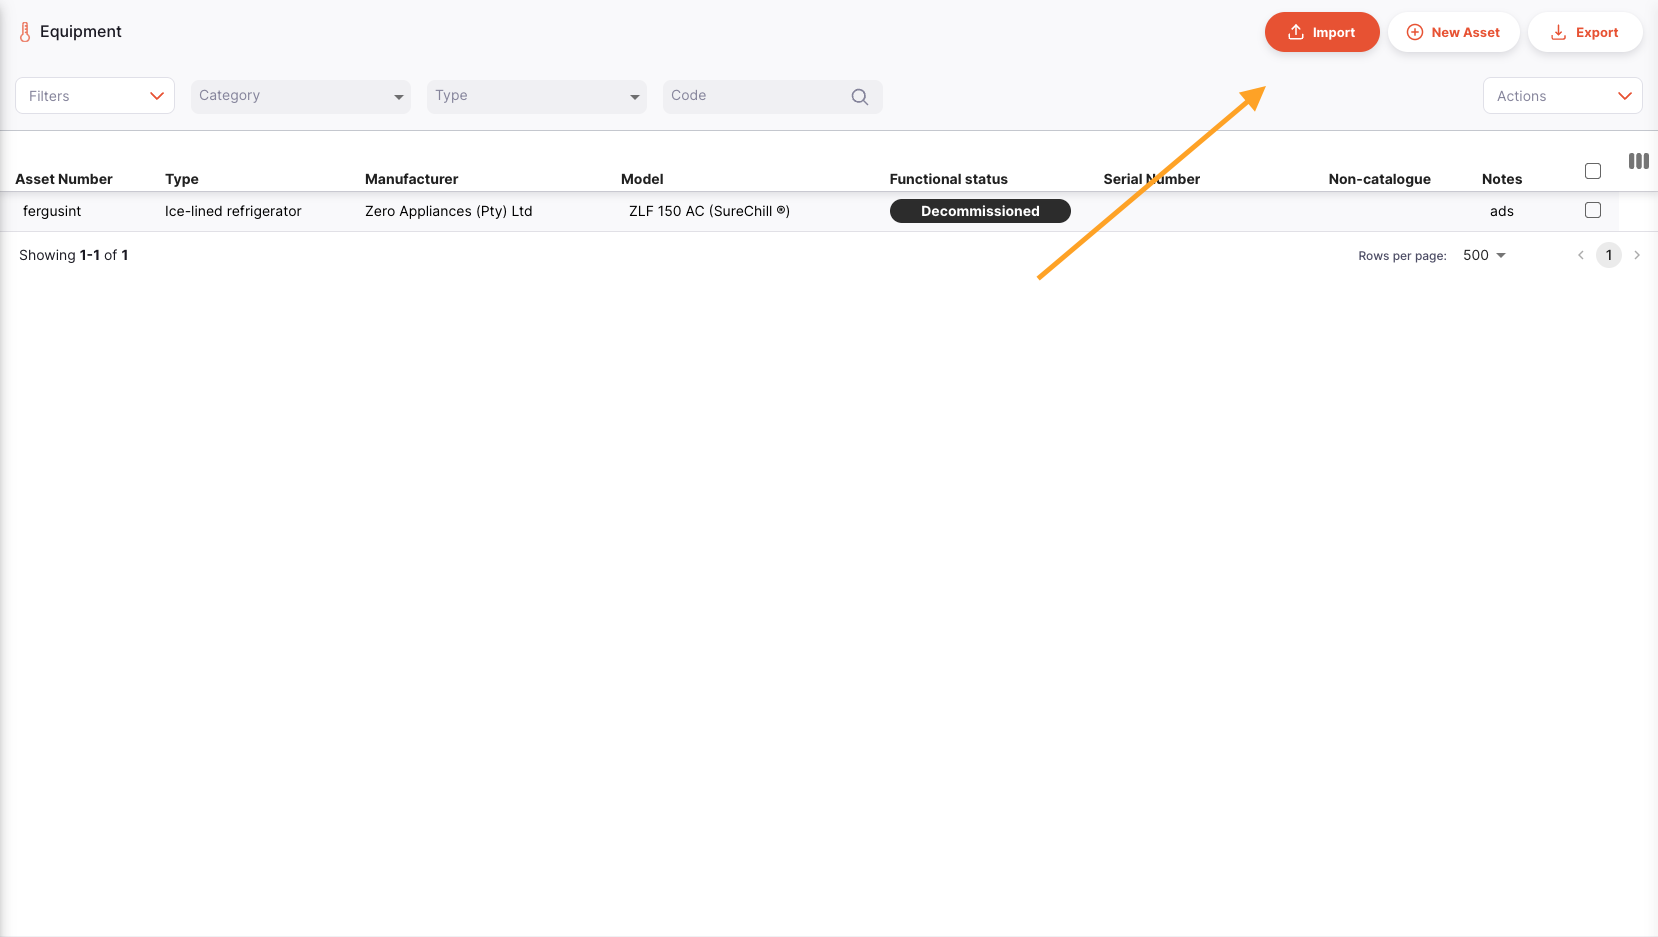 Equipment
Import
New Asset
Export
Filters
Category
Type
Code
Actions
Asset Number Type Manufacturer Model Functional status Serial Number Non-catalogue Notes
fergusint Ice-lined refrigerator Zero Appliances (Pty) Ltd ZLF 150 AC (SureChill ®) Decommissioned ads
Showing 1-1 of 1 Rows per page: 500 1